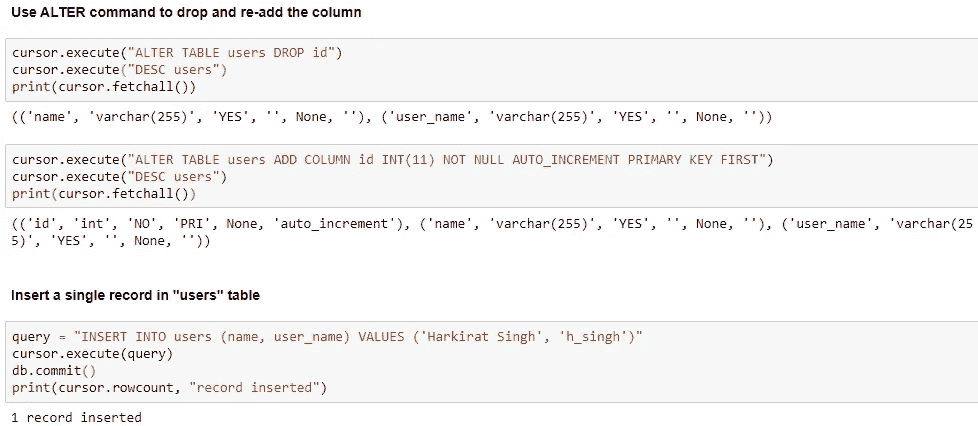 Use ALTER command to drop and re-add the column
cursor.execute("ALTER TABLE users DROP id")
cursor.execute("DESC users")
print(cursor.fetchall())
(('name', 'varchar(255)', 'YES', '', None, ''), ('user_name', 'varchar(255)', 'YES', '', None, ''))
cursor.execute("ALTER TABLE users ADD COLUMN id INT(11) NOT NULL AUTO_INCREMENT PRIMARY KEY FIRST")
cursor.execute("DESC users")
print(cursor.fetchall())
(('id', 'int', 'NO', 'PRI', None, 'auto_increment'), ('name', 'varchar(255)', 'YES', '', None, ''), ('user_name', 'varchar(25
5)', 'YES', '', None, ''))
Insert a single record in "users" table
query = "INSERT INTO users (name, user_name) VALUES ('Harkirat Singh', 'h_singh')"
cursor.execute(query)
db.commit()
print(cursor.rowcount, "record inserted")
1 record inserted